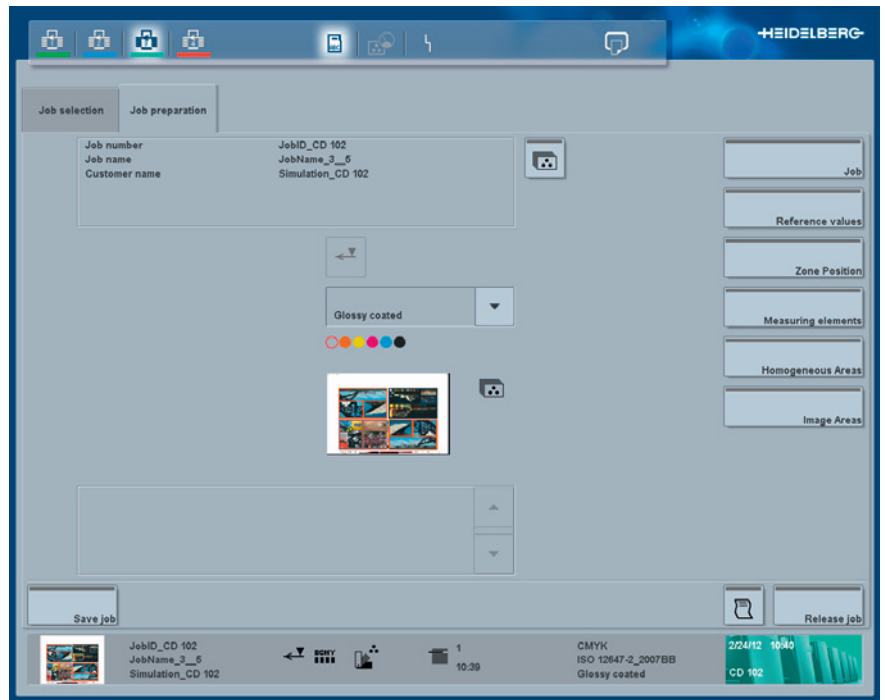 HEIDELBERG
Job selection
Job preparation
Job number JobID_CD 102
Job name JobName_3__5
Customer name Simulation_CD 102
Job
Reference values
Zone Position
Glossy coated
Measuring elements
Homogeneous Areas
Image Areas
Save job
Release job
JobID_CD 102
JobName_3__5
Simulation_CD 102
BCMY
1
10:39
CMYK
ISO 12647-2_2007BB
Glossy coated
2/24/12 10:40
CD 102